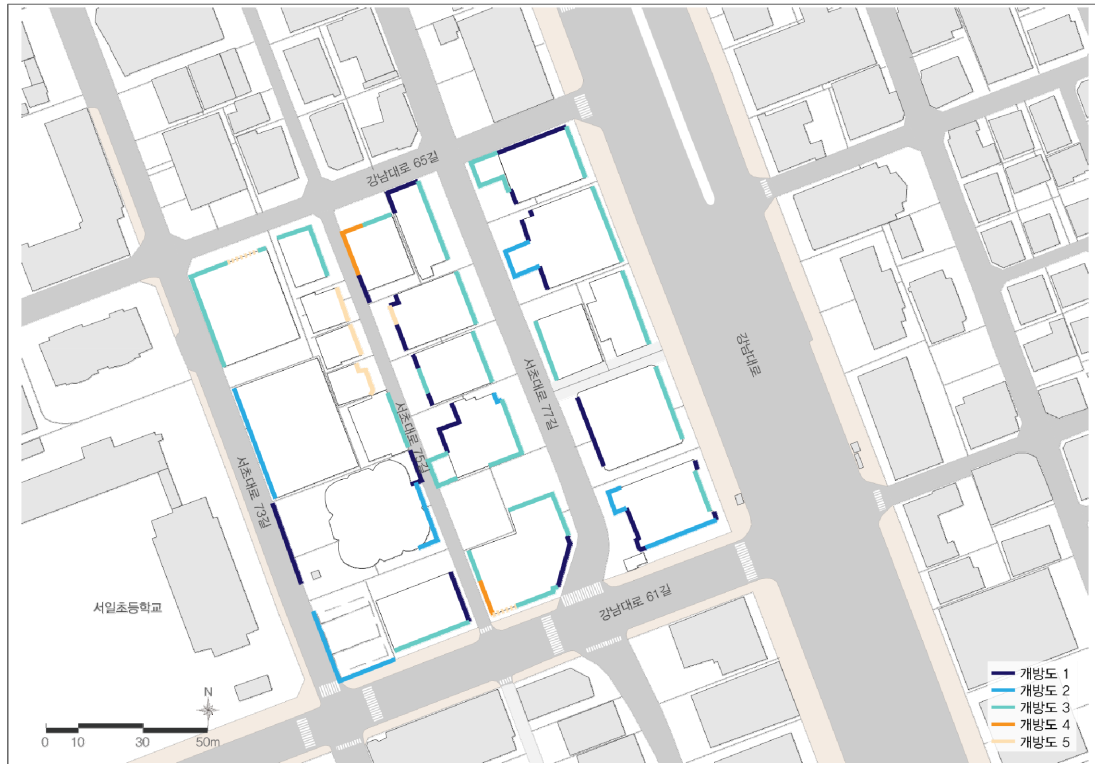 강남대로 65길
강남대로
서초대로 77길
서초대로 75길
서초대로 73길
서일초등학교
강남대로 61길
N
0 10 30 50m
개방도 1
개방도 2
개방도 3
개방도 4
개방도 5